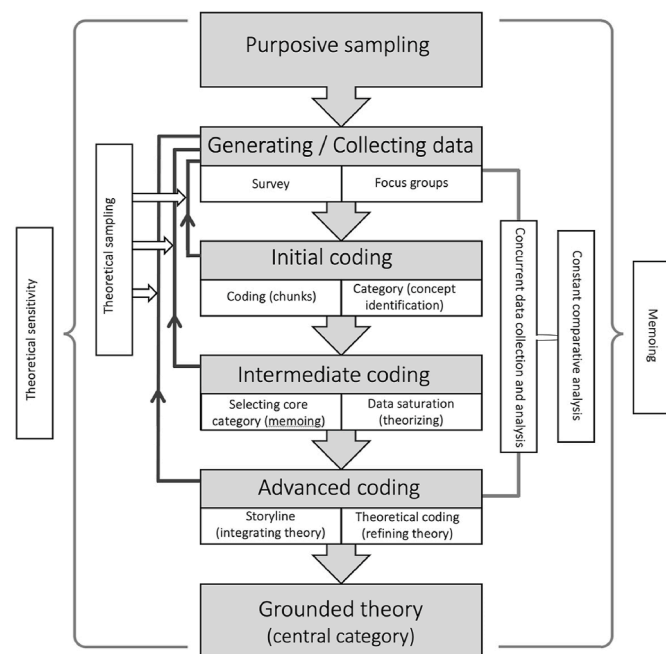 Purposive sampling
Generating / Collecting data
Survey
Focus groups
Initial coding
Coding (chunks)
Category (concept
identification)
Intermediate coding
Selecting core
category (memoing)
Data saturation
(theorizing)
Advanced coding
Storyline
(integrating theory)
Theoretical coding
(refining theory)
Grounded theory
(central category)
Theoretical sensitivity
Theoretical sampling
Concurrent data collection and analysis
Constant comparative analysis
Memoing